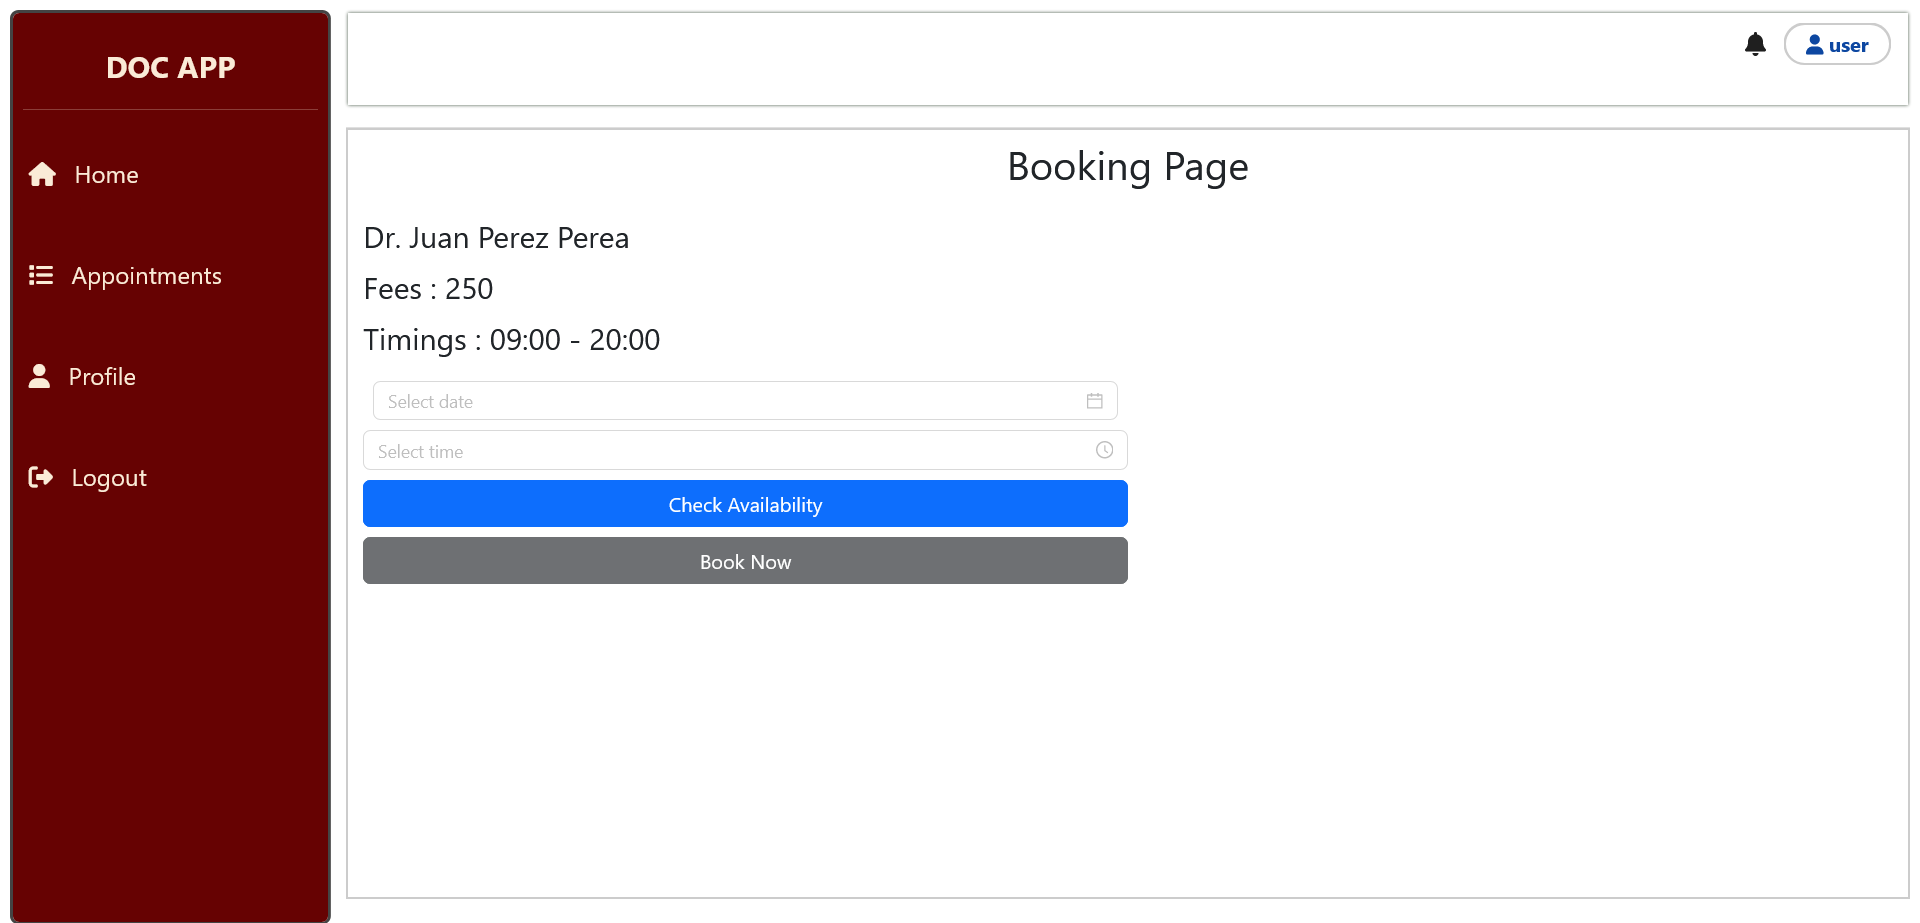 DOC APP
Home
Appointments
Profile
Logout
user
Booking Page
Dr. Juan Perez Perea
Fees : 250
Timings : 09:00 - 20:00
Select date
Select time
Check Availability
Book Now